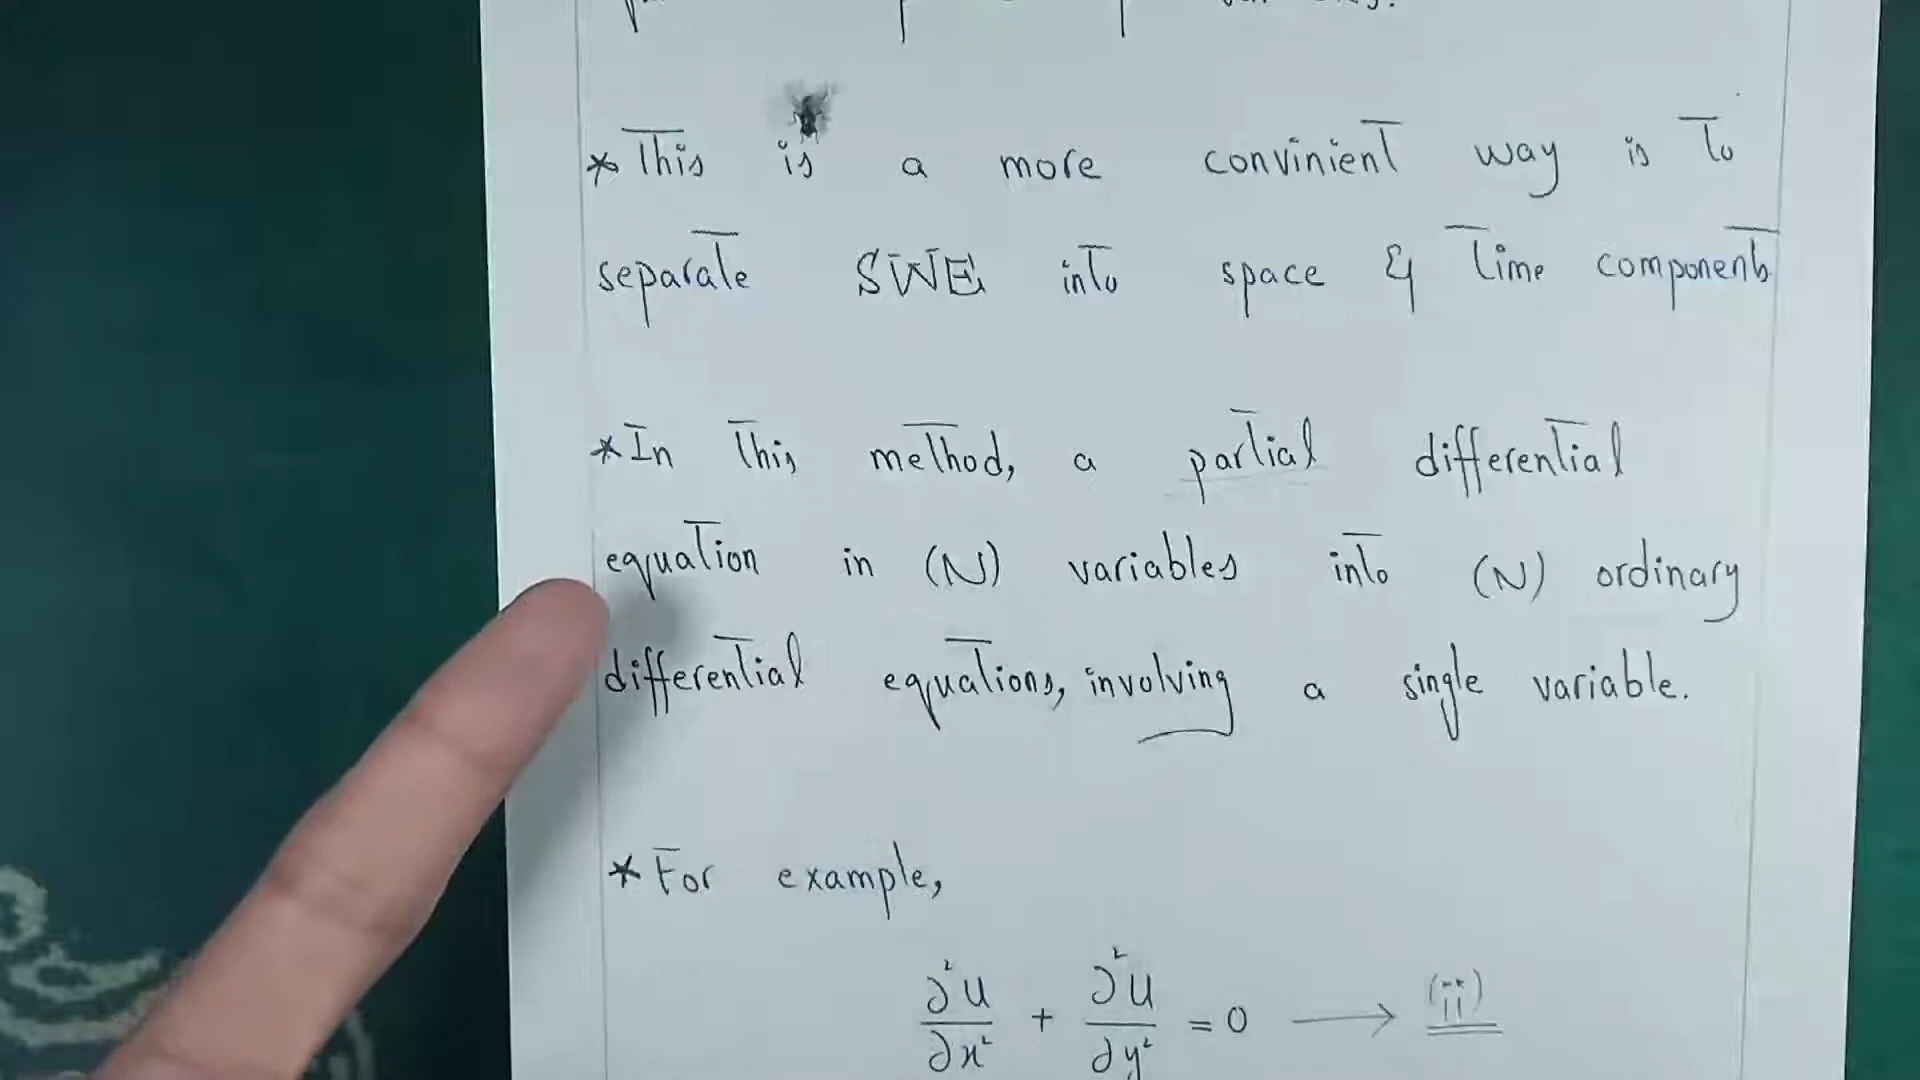 *This is a more convinient way is to
separate SWE into space & time components
*In this method, a partial differential
equation in (N) variables into (N) ordinary
differential equations, involving a single variable.
*For example,
∂²u/∂x² + ∂²u/∂y² = 0 → (ii)